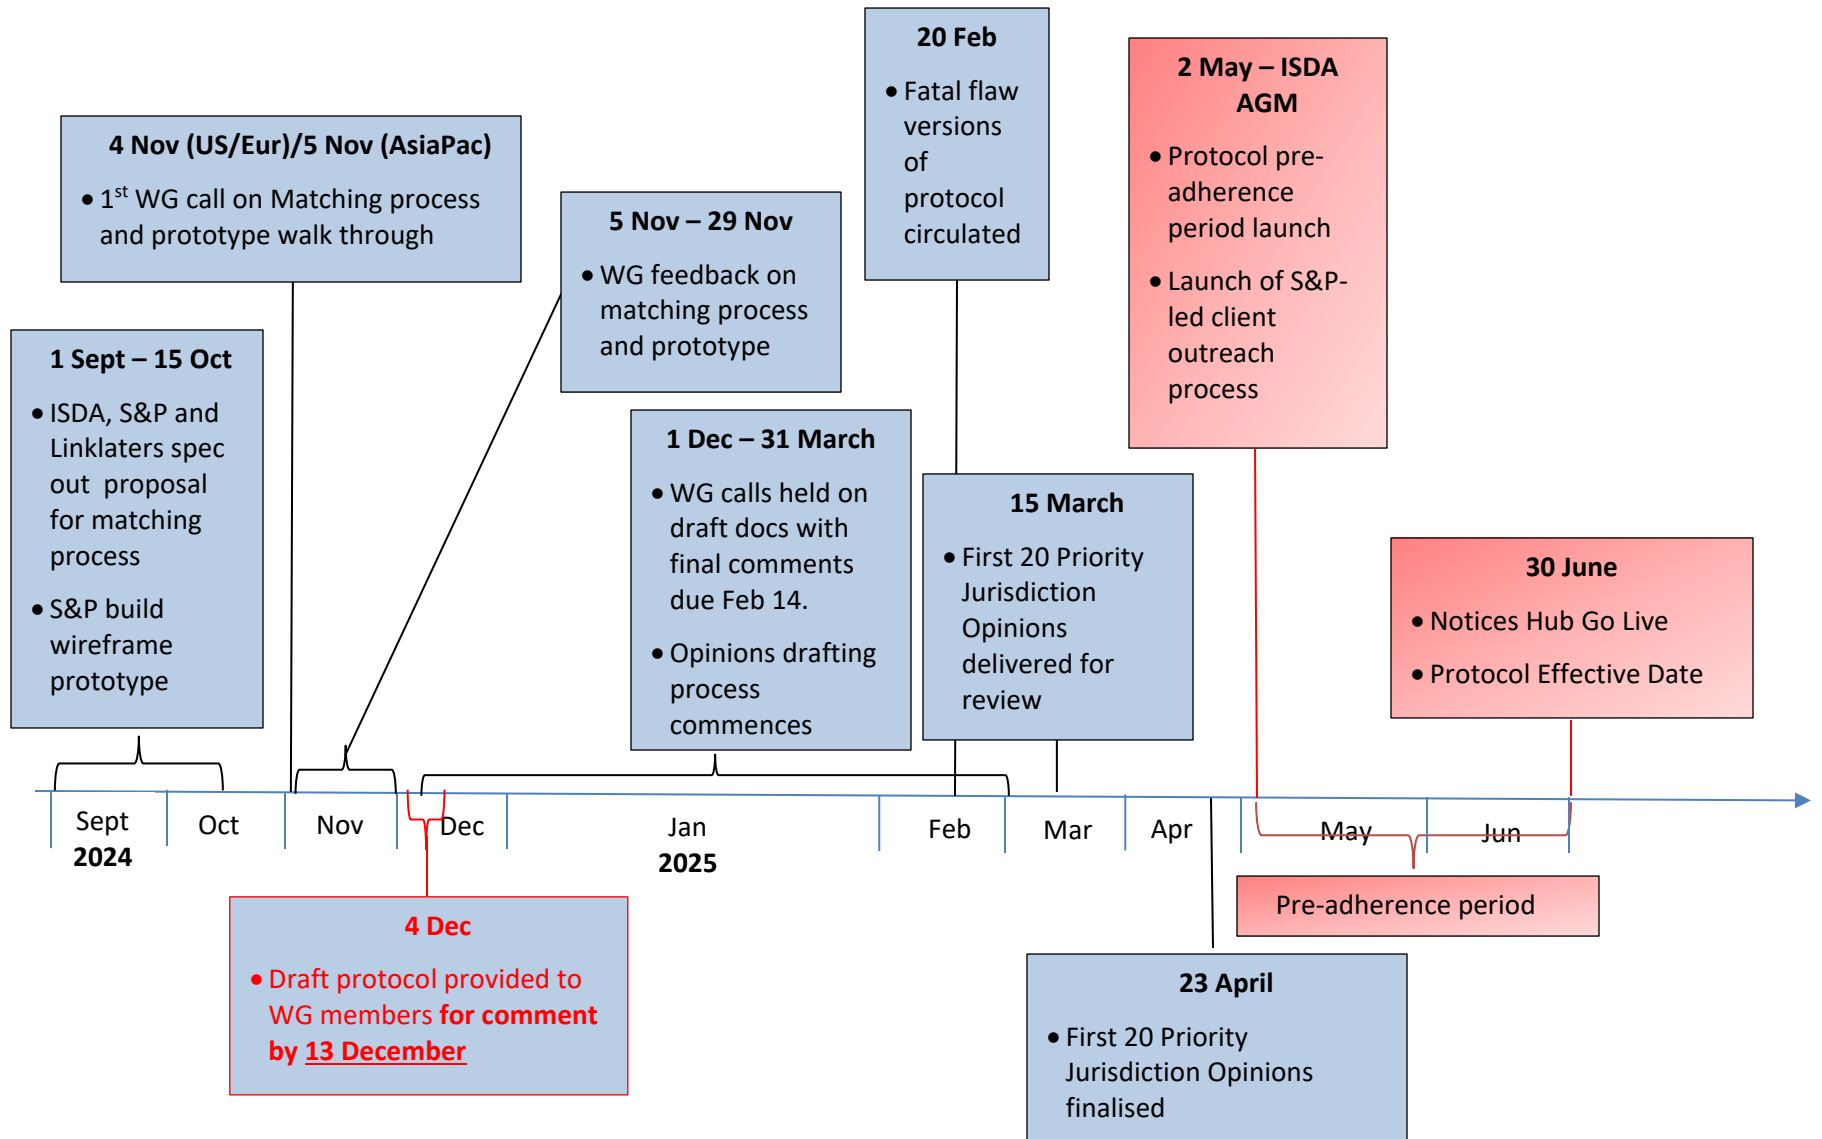 20 Feb
• Fatal flaw
versions
of
protocol
circulated
2 May – ISDA
AGM
• Protocol pre-
adherence
period launch
• Launch of S&P-
led client
outreach
process
4 Nov (US/Eur)/5 Nov (AsiaPac)
• 1st WG call on Matching process
and prototype walk through
5 Nov – 29 Nov
• WG feedback on
matching process
and prototype
1 Sept – 15 Oct
• ISDA, S&P and
Linklaters spec
out proposal
for matching
process
• S&P build
wireframe
prototype
1 Dec – 31 March
• WG calls held on
draft docs with
final comments
due Feb 14.
• Opinions drafting
process
commences
15 March
• First 20 Priority
Jurisdiction
Opinions
delivered for
review
30 June
• Notices Hub Go Live
• Protocol Effective Date
Sept
2024
Oct
Nov
Dec
Jan
2025
Feb
Mar
Apr
May
Jun
Pre-adherence period
4 Dec
• Draft protocol provided to
WG members for comment
by 13 December
23 April
• First 20 Priority
Jurisdiction Opinions
finalised